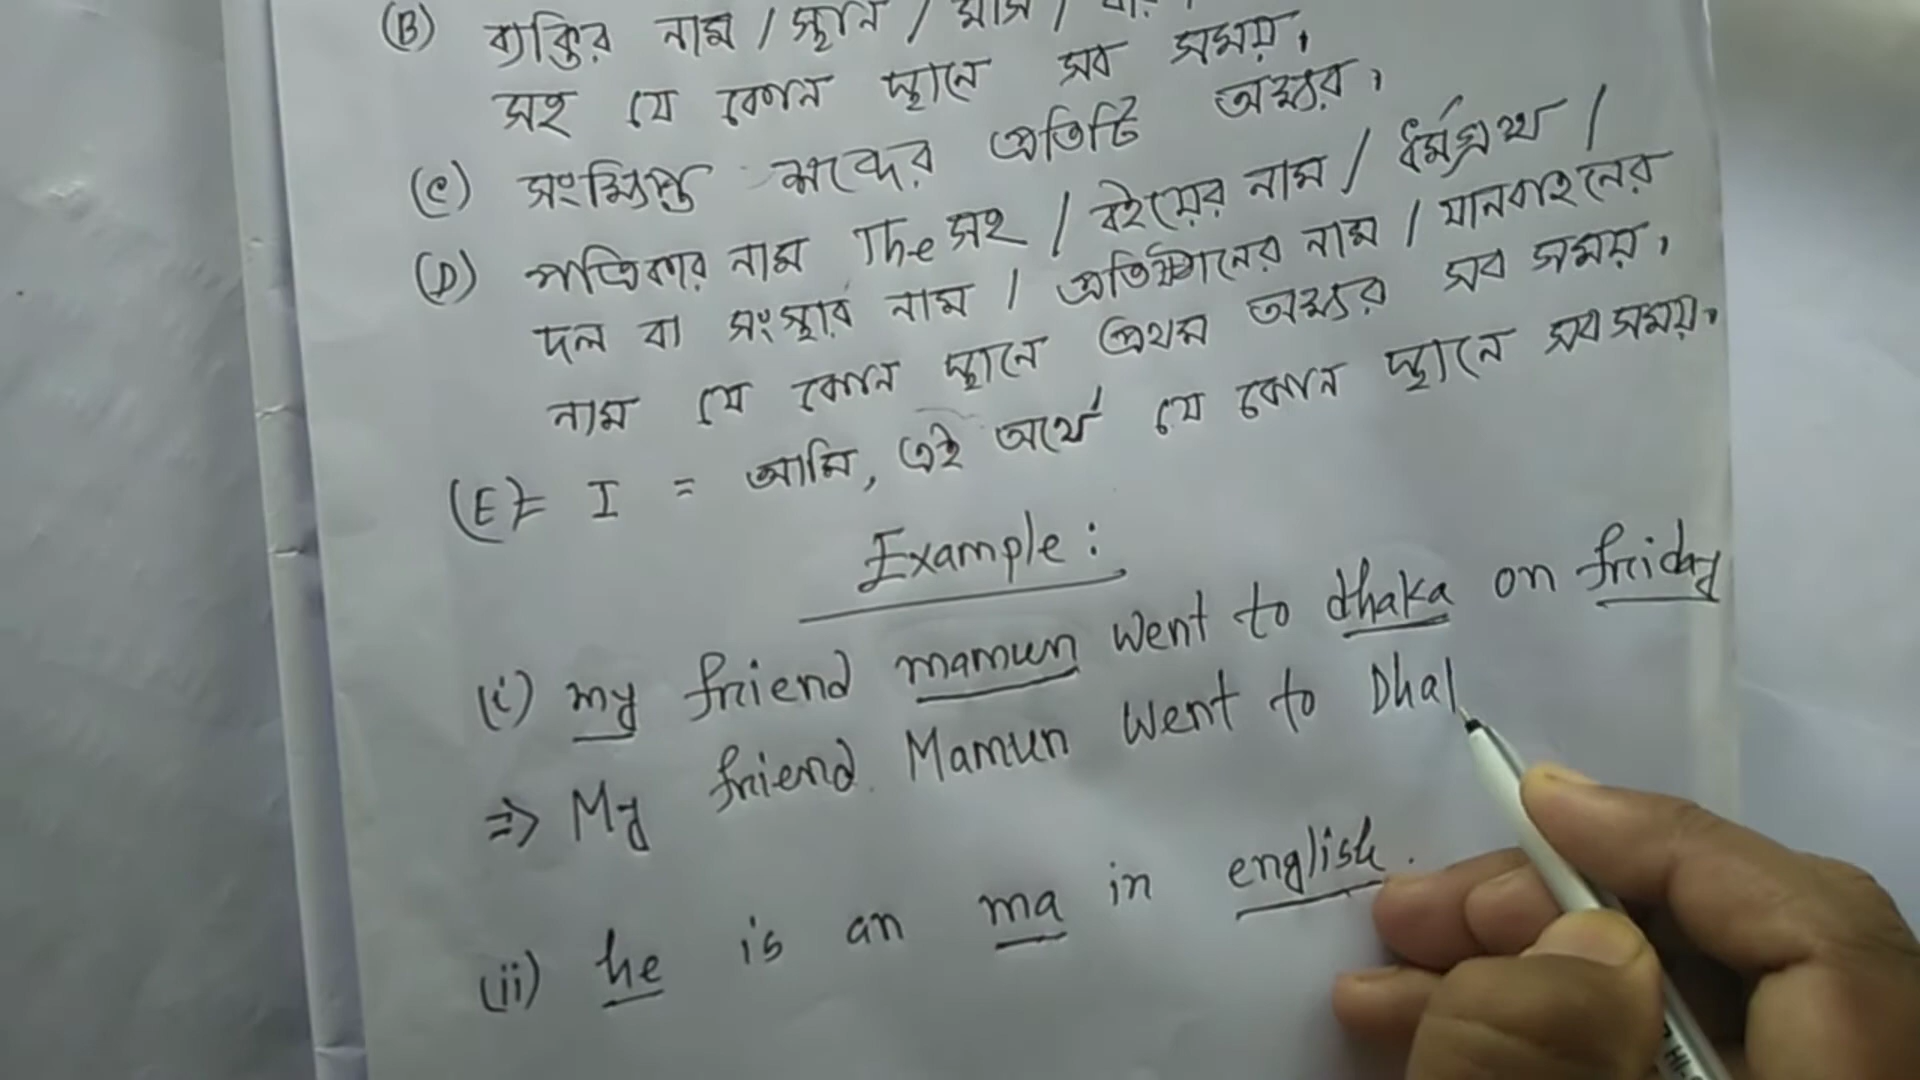 (B) ব্যক্তির নাম / স্থান / মাস /
সহ যে কোন স্থানে সব সময়।
(C) সংক্ষিপ্ত শব্দের প্রতিটি অক্ষর।
(D) পত্রিকার নাম The সহ / বইয়ের নাম / ধর্মগ্রন্থ /
দল বা সংস্থার নাম / প্রতিষ্ঠানের নাম / যানবাহনের
নাম যে কোন স্থানে প্রথম অক্ষর সব সময়।
(E) = I = আমি, এই অর্থে যে কোন স্থানে সব সময়।
Example :
(i) my friend mamun went to dhaka on friday
⇒ My friend Mamun went to Dhal
(ii) he is an ma in english.